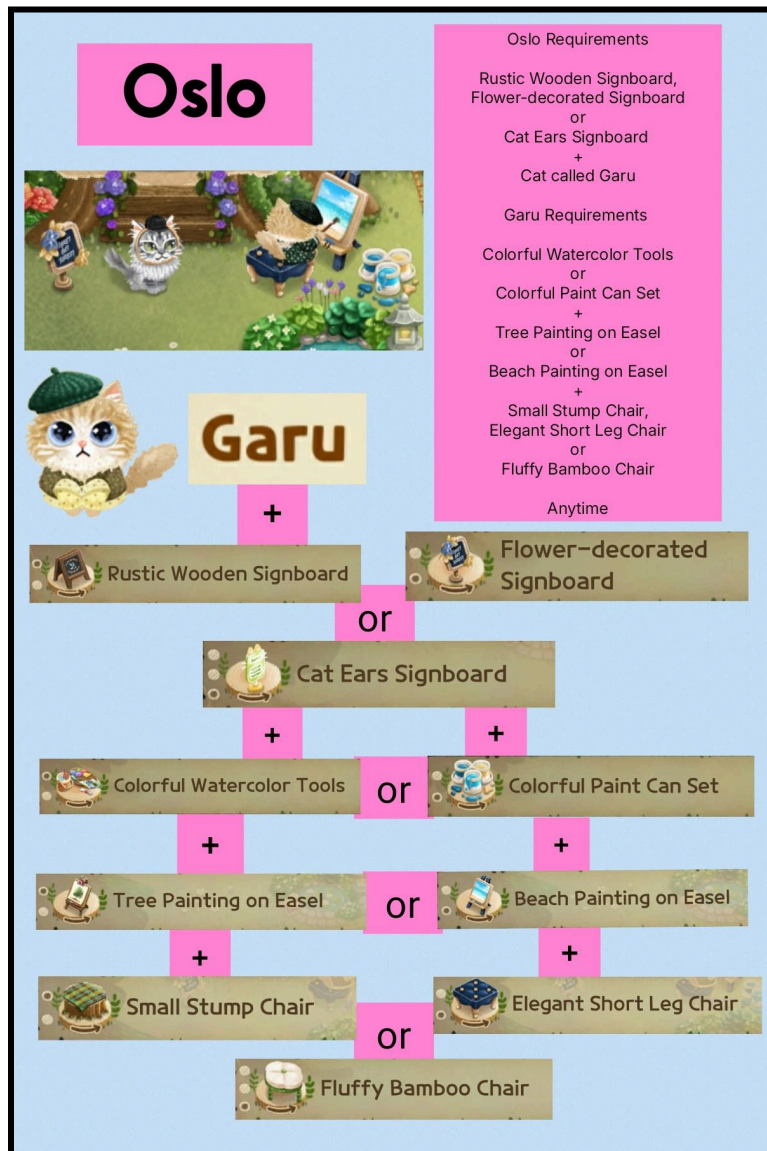 Oslo
Oslo Requirements
Rustic Wooden Signboard,
Flower-decorated Signboard
or
Cat Ears Signboard
+
Cat called Garu
Garu Requirements
Colorful Watercolor Tools
or
Colorful Paint Can Set
+
Tree Painting on Easel
or
Beach Painting on Easel
+
Small Stump Chair,
Elegant Short Leg Chair
or
Fluffy Bamboo Chair
Anytime
Garu
+
Rustic Wooden Signboard
Flower-decorated
Signboard
or
Cat Ears Signboard
+ +
Colorful Watercolor Tools or Colorful Paint Can Set
+ +
Tree Painting on Easel or Beach Painting on Easel
+ +
Small Stump Chair Elegant Short Leg Chair
or
Fluffy Bamboo Chair